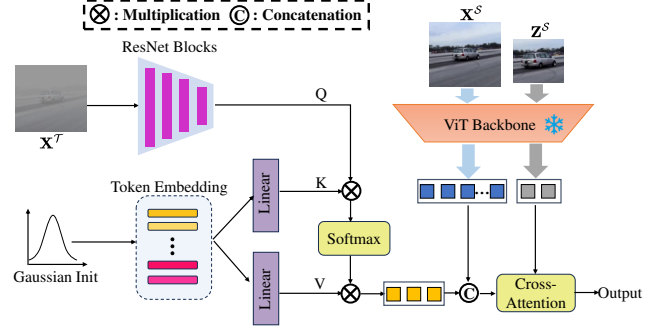 ⊗: Multiplication Ⓒ: Concatenation
X^S
Z^S
ResNet Blocks
Q
X^T
ViT Backbone
Token Embedding
Linear
K
Softmax
Gaussian Init
Linear
V
C
Cross-
Attention
Output